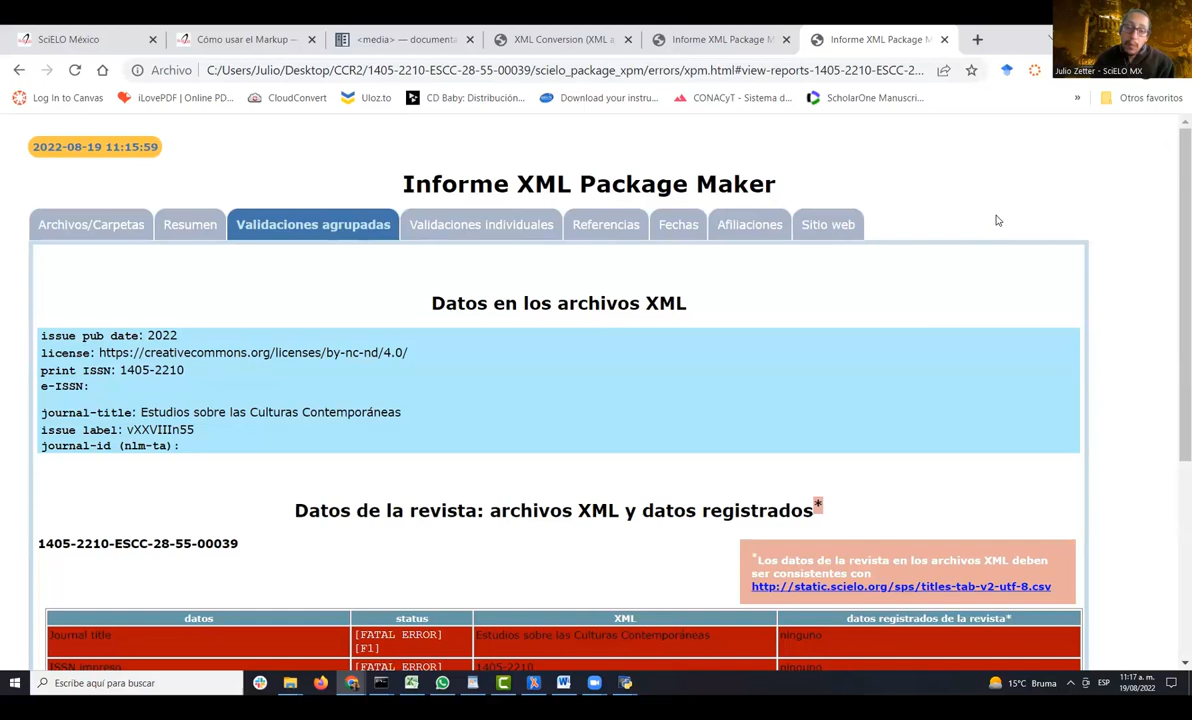 SciELO México
Cómo usar el Markup —
<media> — documenta
XML Conversion (XML a
Informe XML Package M
Informe XML Package M
Julio Zetter - SciELO MX
Archivo
C:/Users/Julio/Desktop/CCR2/1405-2210-ESCC-28-55-00039/scielo_package_xpm/errors/xpm.html#view-reports-1405-2210-ESCC-2...
Log In to Canvas
iLovePDF | Online PD...
CloudConvert
Uloz.to
CD Baby: Distribución...
Download your instru...
CONACyT - Sistema d...
ScholarOne Manuscri...
»
Otros favoritos
2022-08-19 11:15:59
Informe XML Package Maker
Archivos/Carpetas
Resumen
Validaciones agrupadas
Validaciones individuales
Referencias
Fechas
Afiliaciones
Sitio web
Datos en los archivos XML
issue pub date: 2022
license: https://creativecommons.org/licenses/by-nc-nd/4.0/
print ISSN: 1405-2210
e-ISSN:
journal-title: Estudios sobre las Culturas Contemporáneas
issue label: vXXVIIIn55
journal-id (nlm-ta):
Datos de la revista: archivos XML y datos registrados*
1405-2210-ESCC-28-55-00039
*Los datos de la revista en los archivos XML deben
ser consistentes con
http://static.scielo.org/sps/titles-tab-v2-utf-8.csv
datos status XML datos registrados de la revista*
Journal title [FATAL ERROR] Estudios sobre las Culturas Contemporáneas ninguno
[F1]
ISSN impreso [FATAL ERROR] 1405-2210 ninguno
Escribe aquí para buscar
15°C Bruma
ESP
11:17 a. m.
19/08/2022